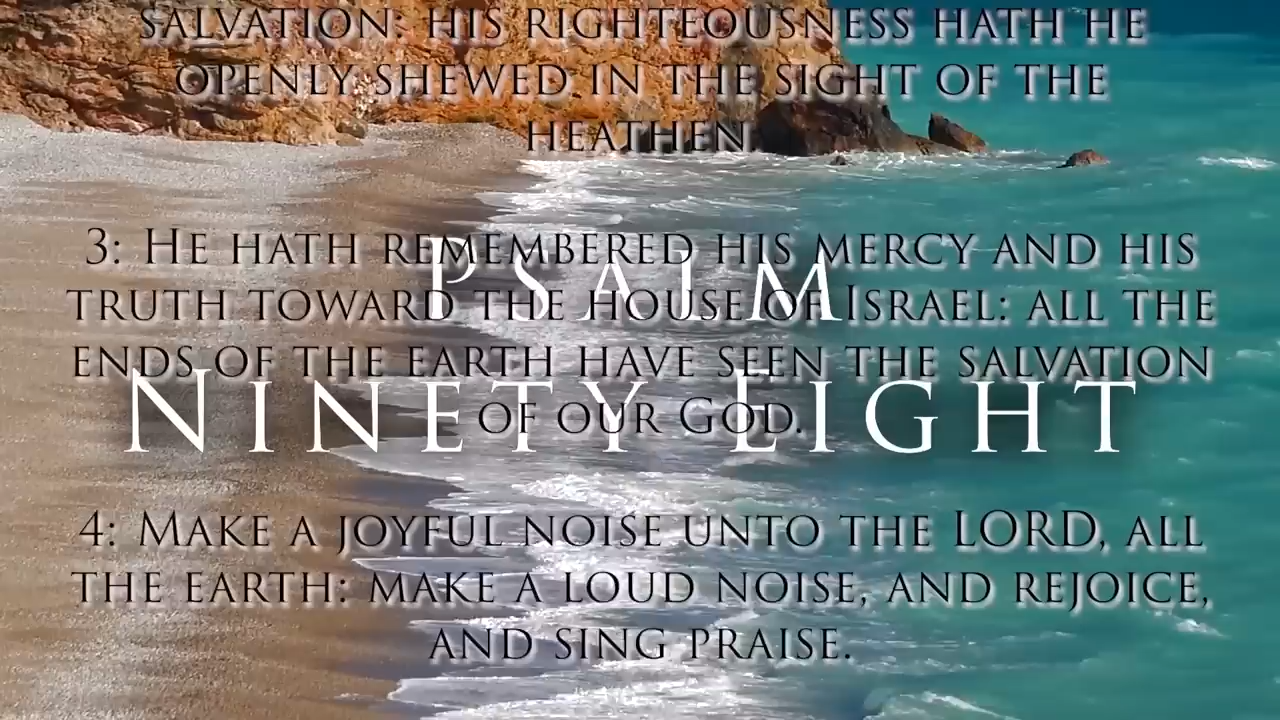 SALVATION: HIS RIGHTEOUSNESS HATH HE
OPENLY SHEWED IN THE SIGHT OF THE
HEATHEN.
3: HE HATH REMEMBERED HIS MERCY AND HIS
TRUTH TOWARD THE HOUSE OF ISRAEL: ALL THE
ENDS OF THE EARTH HAVE SEEN THE SALVATION
OF OUR GOD.
PSALM
NINETY EIGHT
4: MAKE A JOYFUL NOISE UNTO THE LORD, ALL
THE EARTH: MAKE A LOUD NOISE, AND REJOICE,
AND SING PRAISE.